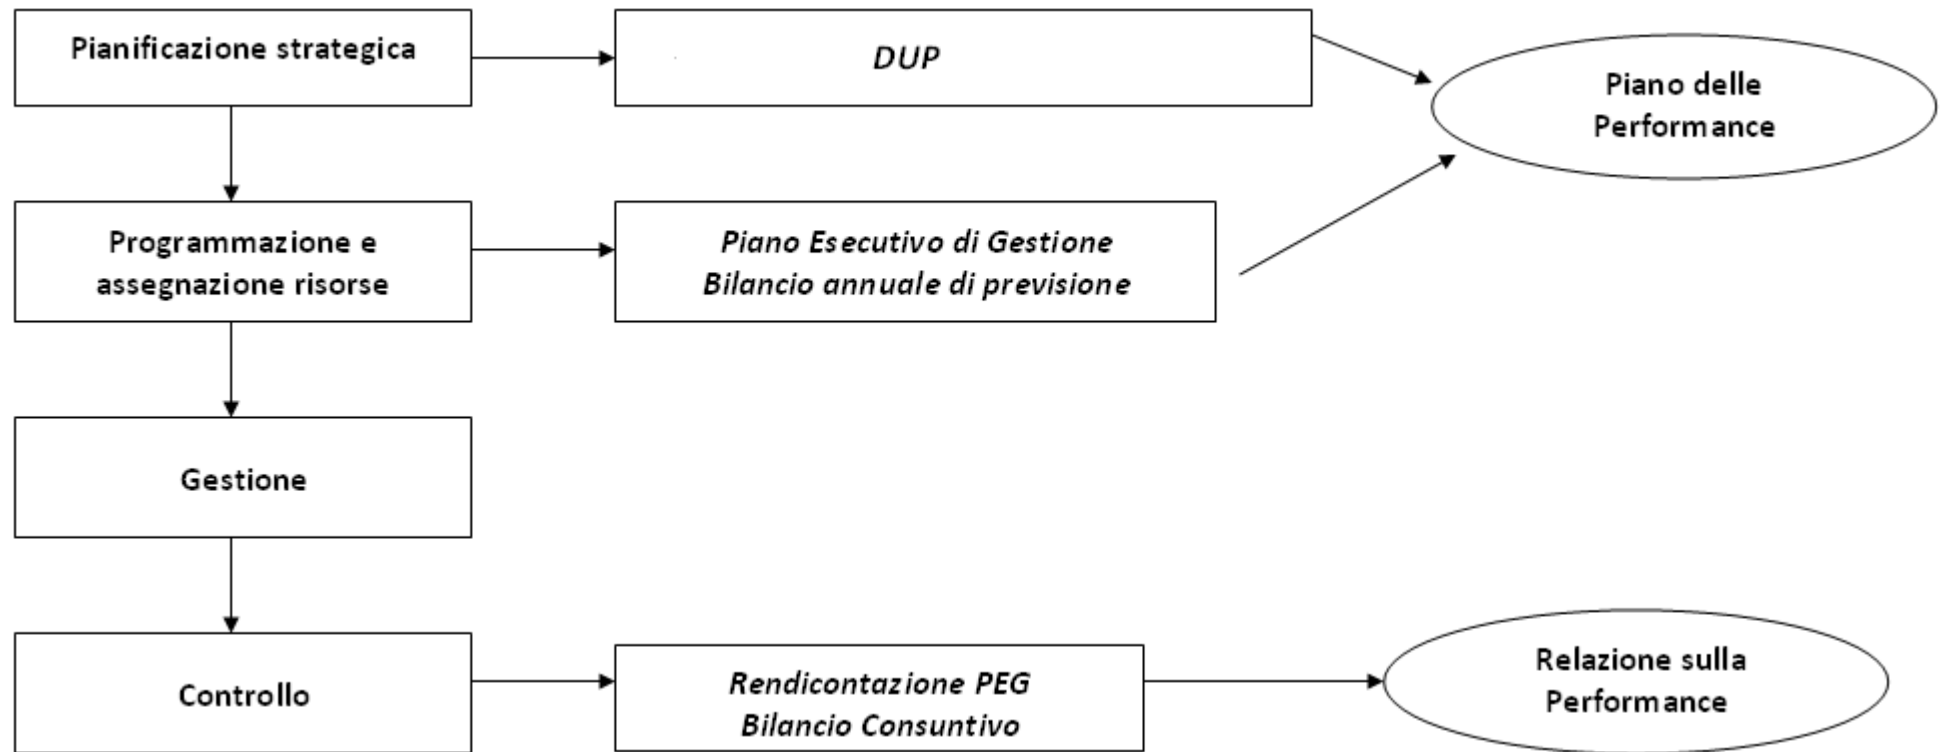 Pianificazione strategica
DUP
Piano delle
Performance
Programmazione e
assegnazione risorse
Piano Esecutivo di Gestione
Bilancio annuale di previsione
Gestione
Controllo
Rendicontazione PEG
Bilancio Consuntivo
Relazione sulla
Performance